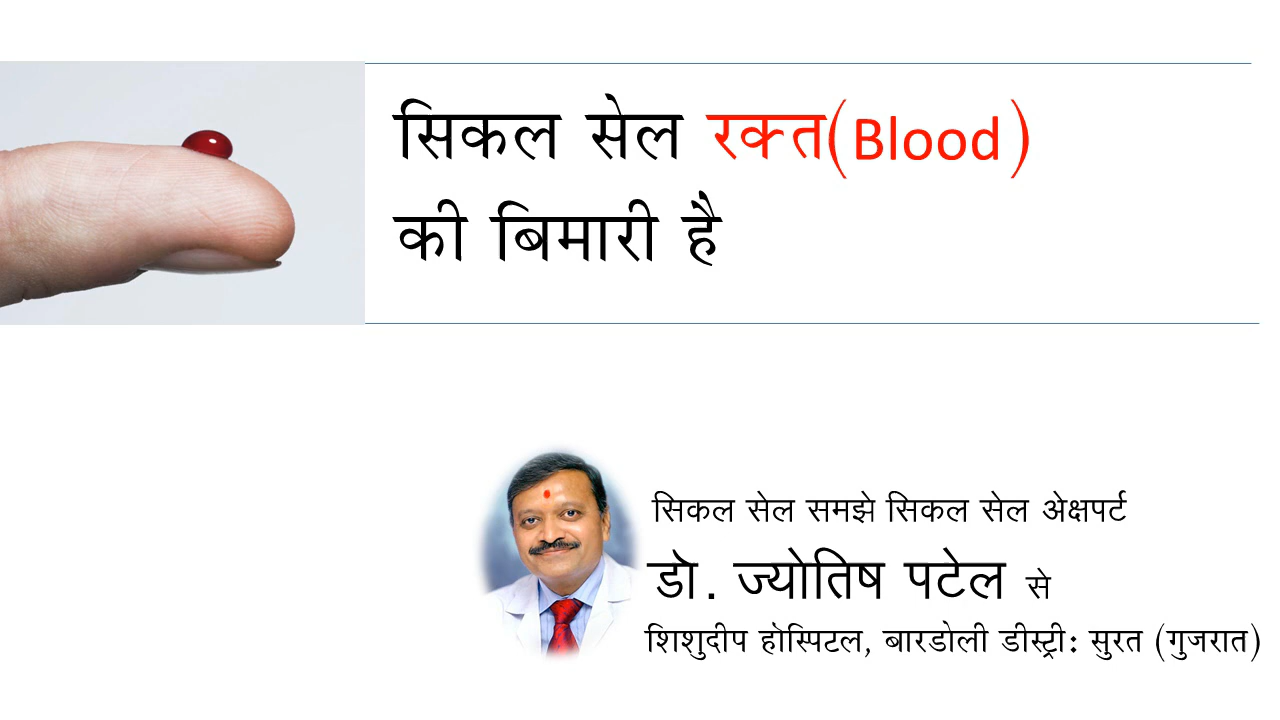 सिकल सेल रक्त(Blood)
की बिमारी है
सिकल सेल समझे सिकल सेल अेक्षपर्ट
डॉ. ज्योतिष पटेल से
शिशुदीप हॉस्पिटल, बारडोली डीस्ट्री: सुरत (गुजरात)